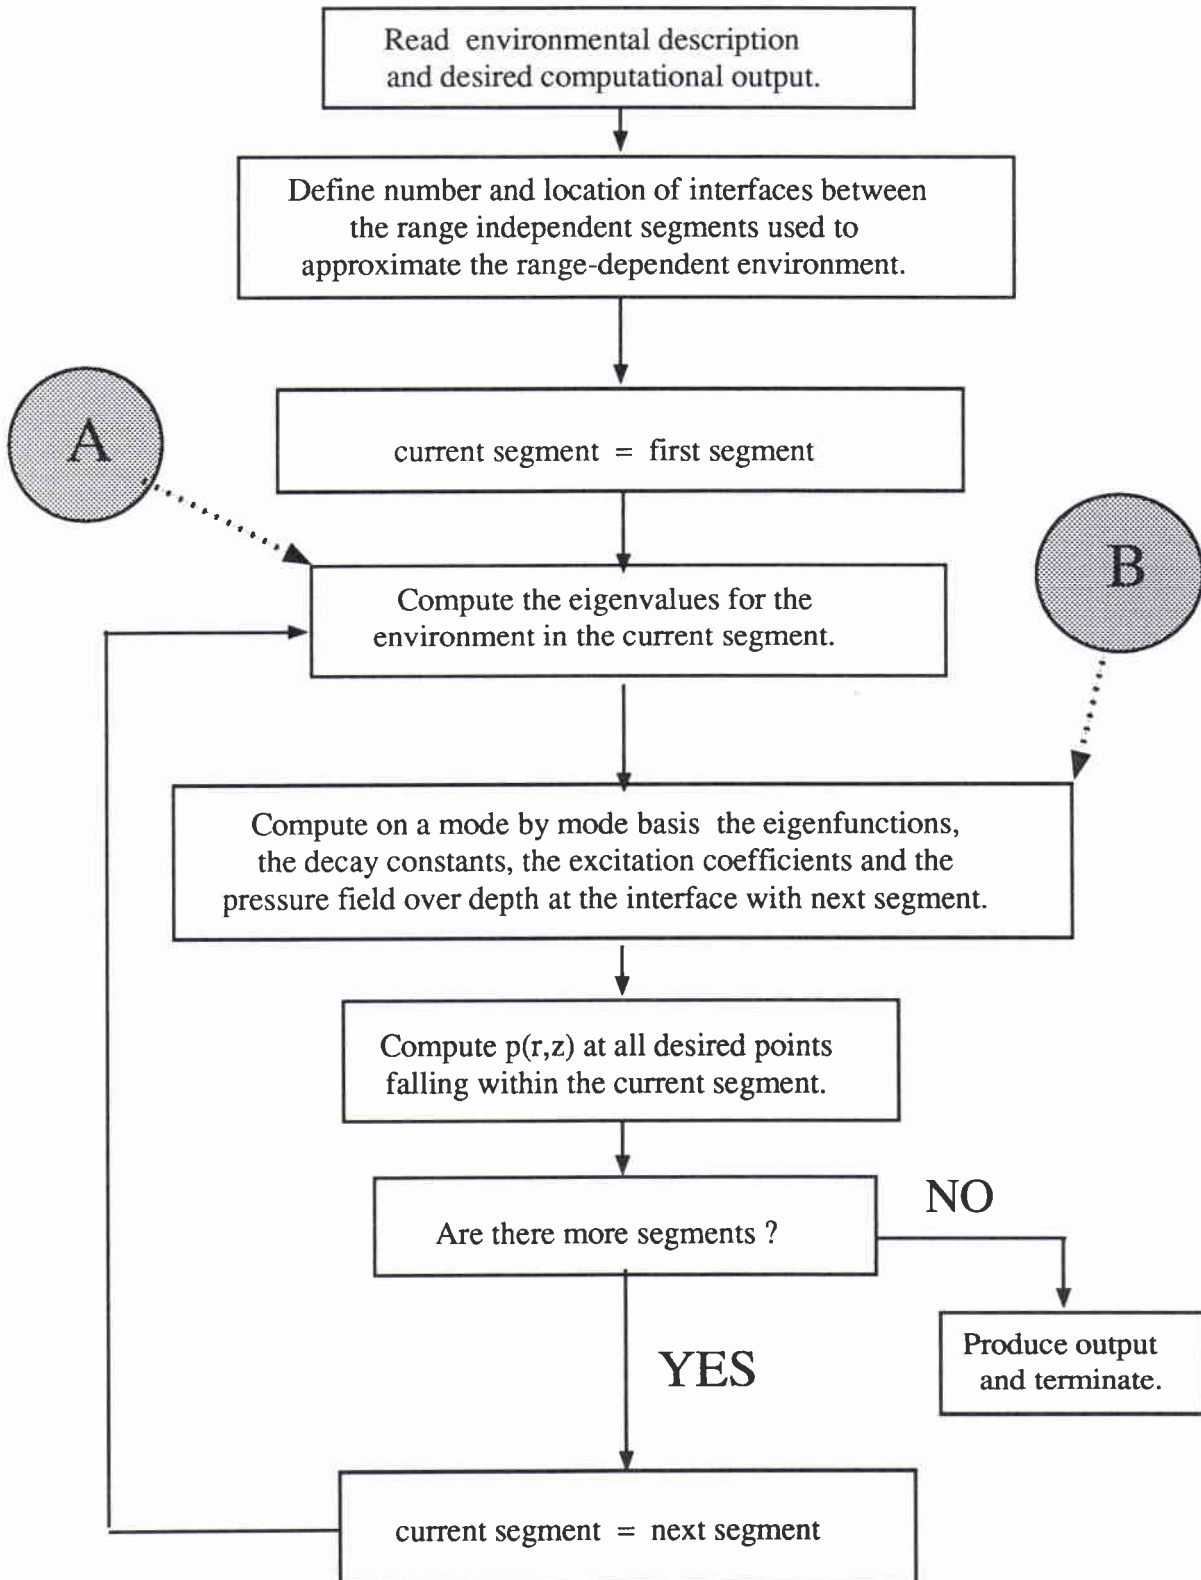 Read environmental description
and desired computational output.
Define number and location of interfaces between
the range independent segments used to
approximate the range-dependent environment.
A
current segment = first segment
B
Compute the eigenvalues for the
environment in the current segment.
Compute on a mode by mode basis the eigenfunctions,
the decay constants, the excitation coefficients and the
pressure field over depth at the interface with next segment.
Compute p(r,z) at all desired points
falling within the current segment.
Are there more segments ?
NO
YES
Produce output
and terminate.
current segment = next segment